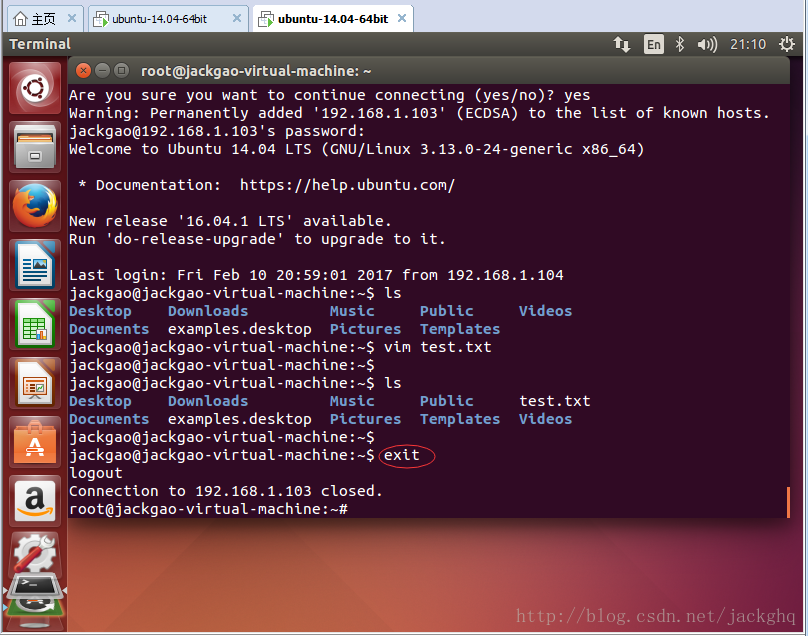 主页
ubuntu-14.04-64bit
ubuntu-14.04-64bit
Terminal
En
21:10
root@jackgao-virtual-machine: ~
Are you sure you want to continue connecting (yes/no)? yes
Warning: Permanently added '192.168.1.103' (ECDSA) to the list of known hosts.
jackgao@192.168.1.103's password:
Welcome to Ubuntu 14.04 LTS (GNU/Linux 3.13.0-24-generic x86_64)
* Documentation:  https://help.ubuntu.com/
New release '16.04.1 LTS' available.
Run 'do-release-upgrade' to upgrade to it.
Last login: Fri Feb 10 20:59:01 2017 from 192.168.1.104
jackgao@jackgao-virtual-machine:~$ ls
Desktop    Downloads         Music     Public     Videos
Documents  examples.desktop  Pictures  Templates
jackgao@jackgao-virtual-machine:~$ vim test.txt
jackgao@jackgao-virtual-machine:~$
jackgao@jackgao-virtual-machine:~$ ls
Desktop    Downloads         Music     Public     test.txt
Documents  examples.desktop  Pictures  Templates  Videos
jackgao@jackgao-virtual-machine:~$
jackgao@jackgao-virtual-machine:~$ exit
logout
Connection to 192.168.1.103 closed.
root@jackgao-virtual-machine:~#
http://blog.csdn.net/jackghq